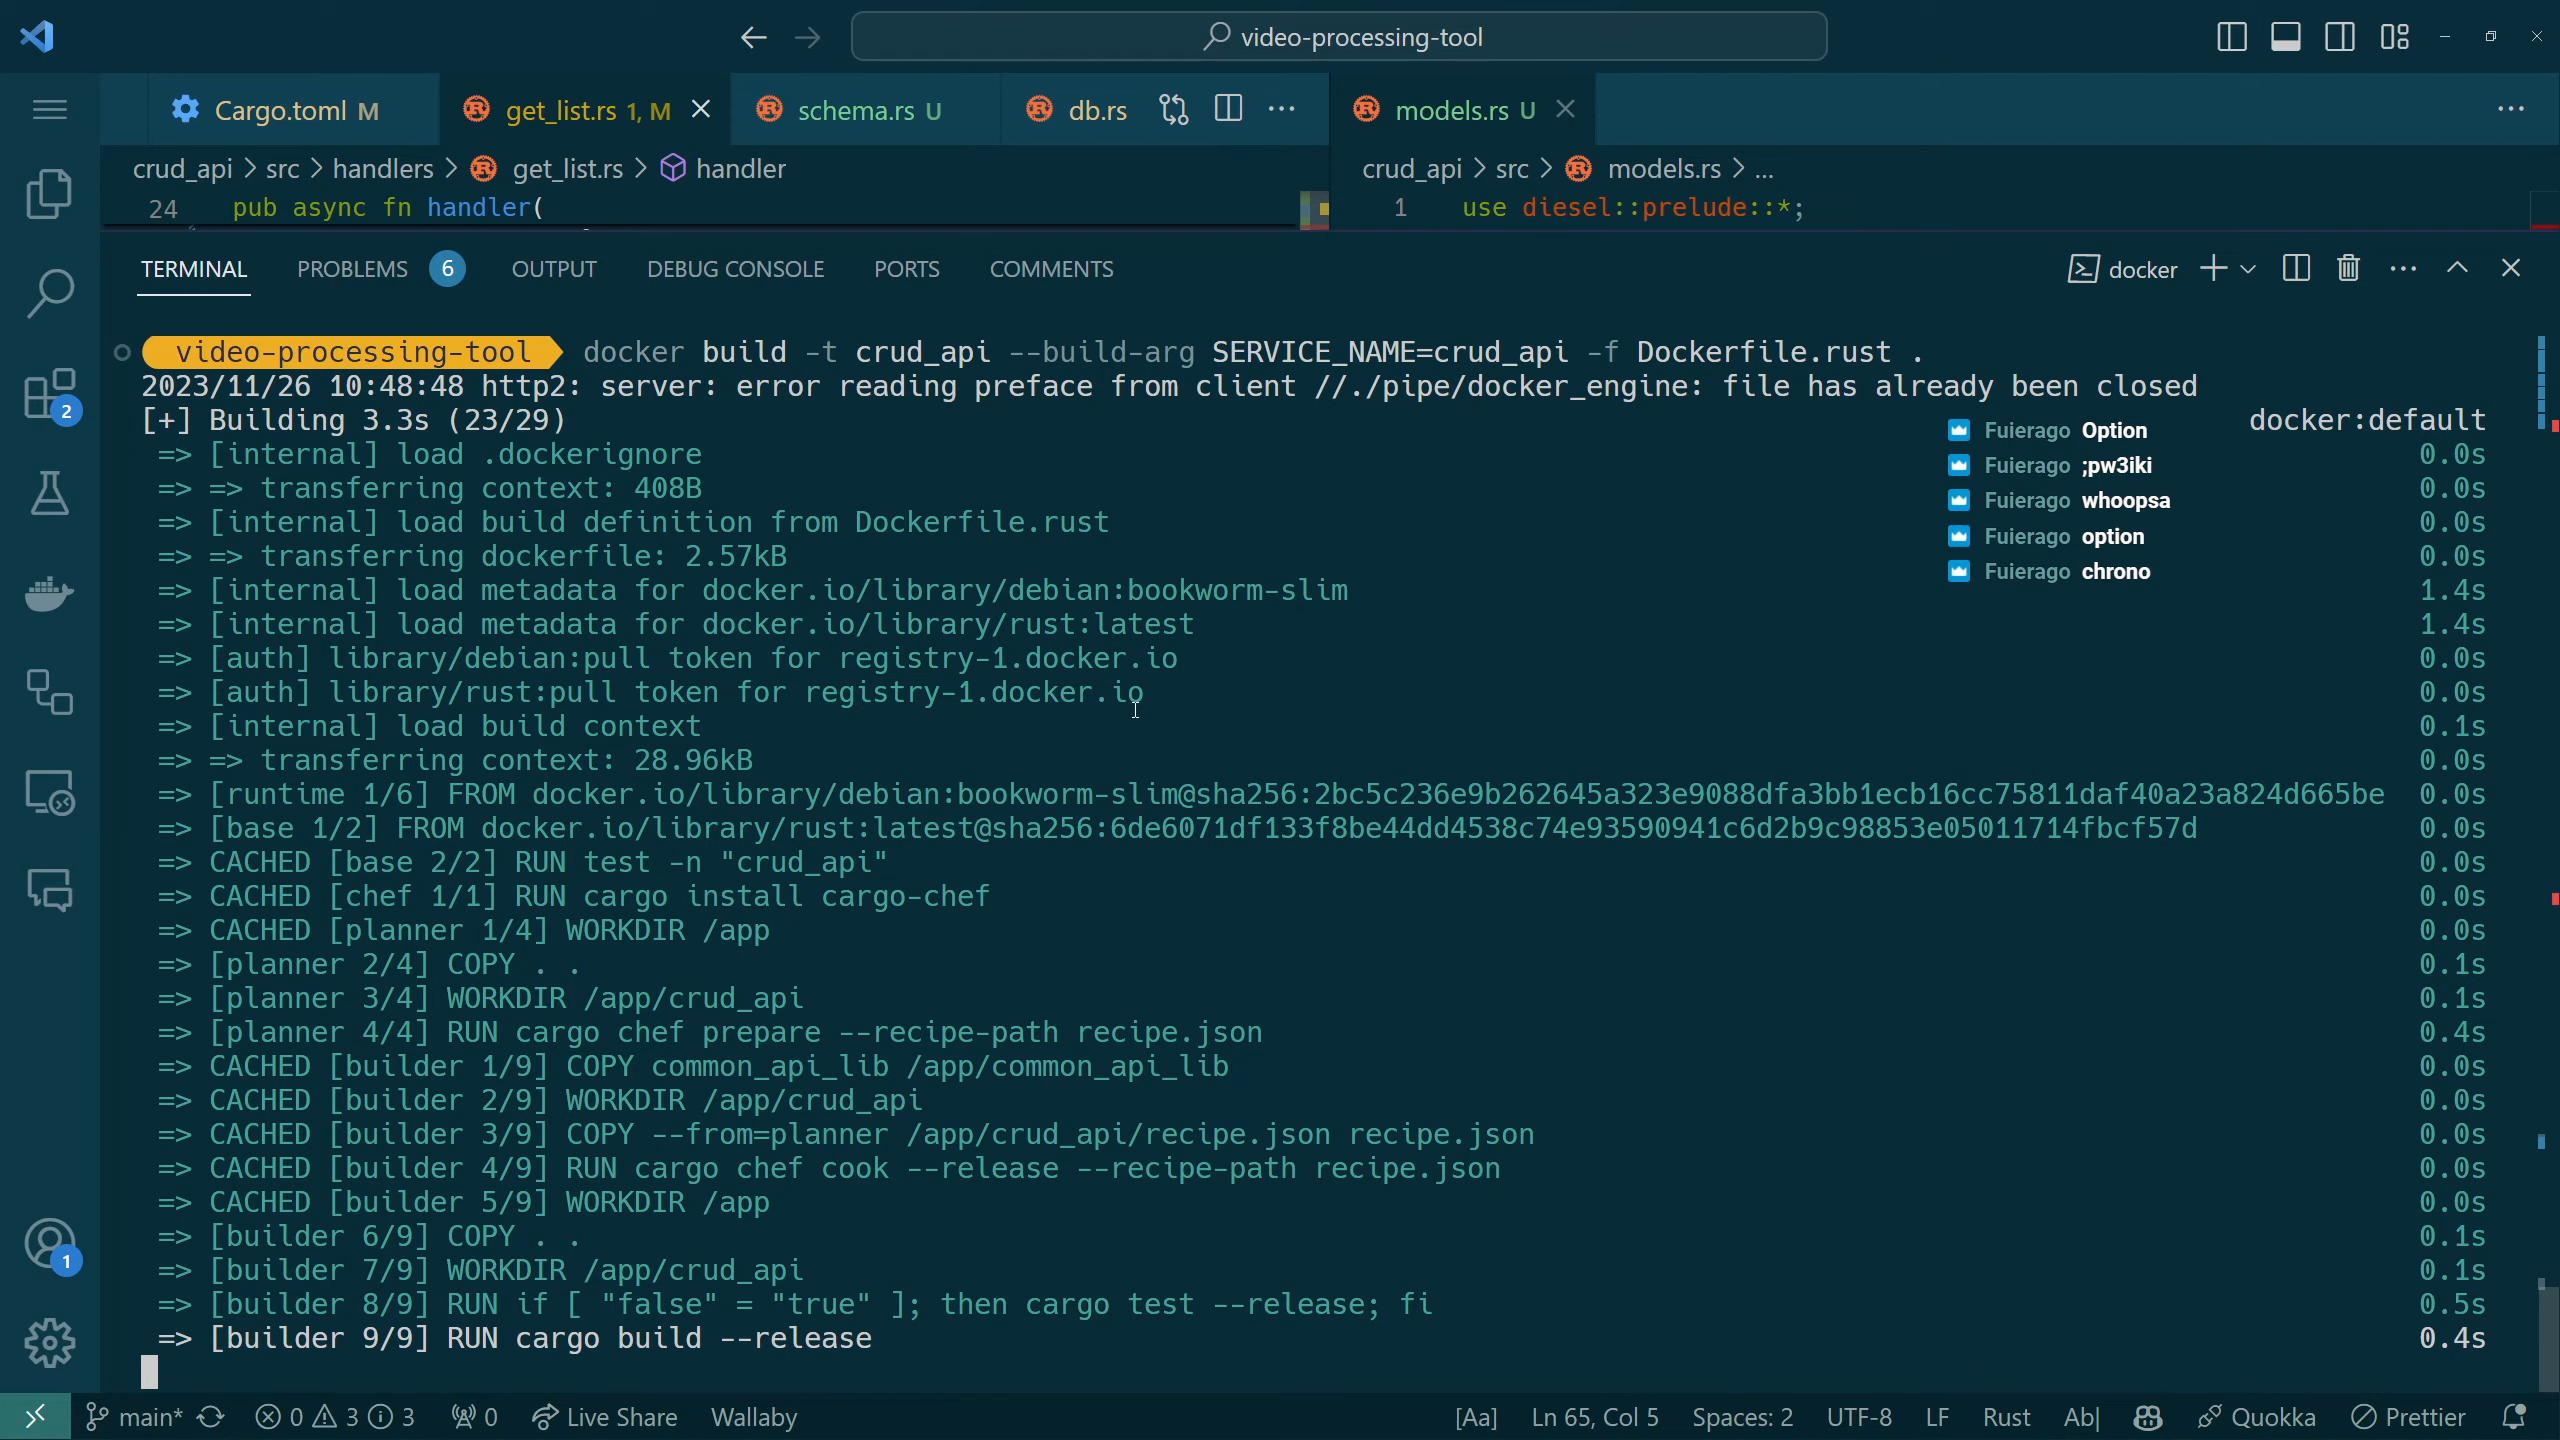 video-processing-tool
Cargo.toml M
get_list.rs 1, M
schema.rs U
db.rs
models.rs U
crud_api > src > handlers > get_list.rs > handler
crud_api > src > models.rs > ...
24 pub async fn handler(
1 use diesel::prelude::*;
TERMINAL PROBLEMS 6 OUTPUT DEBUG CONSOLE PORTS COMMENTS
docker
video-processing-tool docker build -t crud_api --build-arg SERVICE_NAME=crud_api -f Dockerfile.rust .
2023/11/26 10:48:48 http2: server: error reading preface from client //./pipe/docker_engine: file has already been closed
[+] Building 3.3s (23/29) docker:default
=> [internal] load .dockerignore 0.0s
=> => transferring context: 408B 0.0s
=> [internal] load build definition from Dockerfile.rust 0.0s
=> => transferring dockerfile: 2.57kB 0.0s
=> [internal] load metadata for docker.io/library/debian:bookworm-slim 1.4s
=> [internal] load metadata for docker.io/library/rust:latest 1.4s
=> [auth] library/debian:pull token for registry-1.docker.io 0.0s
=> [auth] library/rust:pull token for registry-1.docker.io 0.0s
=> [internal] load build context 0.1s
=> => transferring context: 28.96kB 0.0s
=> [runtime 1/6] FROM docker.io/library/debian:bookworm-slim@sha256:2bc5c236e9b262645a323e9088dfa3bb1ecb16cc75811daf40a23a824d665be 0.0s
=> [base 1/2] FROM docker.io/library/rust:latest@sha256:6de6071df133f8be44dd4538c74e93590941c6d2b9c98853e05011714fbcf57d 0.0s
=> CACHED [base 2/2] RUN test -n "crud_api" 0.0s
=> CACHED [chef 1/1] RUN cargo install cargo-chef 0.0s
=> CACHED [planner 1/4] WORKDIR /app 0.0s
=> [planner 2/4] COPY . . 0.1s
=> [planner 3/4] WORKDIR /app/crud_api 0.1s
=> [planner 4/4] RUN cargo chef prepare --recipe-path recipe.json 0.4s
=> CACHED [builder 1/9] COPY common_api_lib /app/common_api_lib 0.0s
=> CACHED [builder 2/9] WORKDIR /app/crud_api 0.0s
=> CACHED [builder 3/9] COPY --from=planner /app/crud_api/recipe.json recipe.json 0.0s
=> CACHED [builder 4/9] RUN cargo chef cook --release --recipe-path recipe.json 0.0s
=> CACHED [builder 5/9] WORKDIR /app 0.0s
=> [builder 6/9] COPY . . 0.1s
=> [builder 7/9] WORKDIR /app/crud_api 0.1s
=> [builder 8/9] RUN if [ "false" = "true" ]; then cargo test --release; fi 0.5s
=> [builder 9/9] RUN cargo build --release 0.4s
Fuierago Option
Fuierago ;pw3iki
Fuierago whoopsa
Fuierago option
Fuierago chrono
2
1
main* 0 3 3 0 Live Share Wallaby
[Aa] Ln 65, Col 5 Spaces: 2 UTF-8 LF Rust Ab| Quokka Prettier